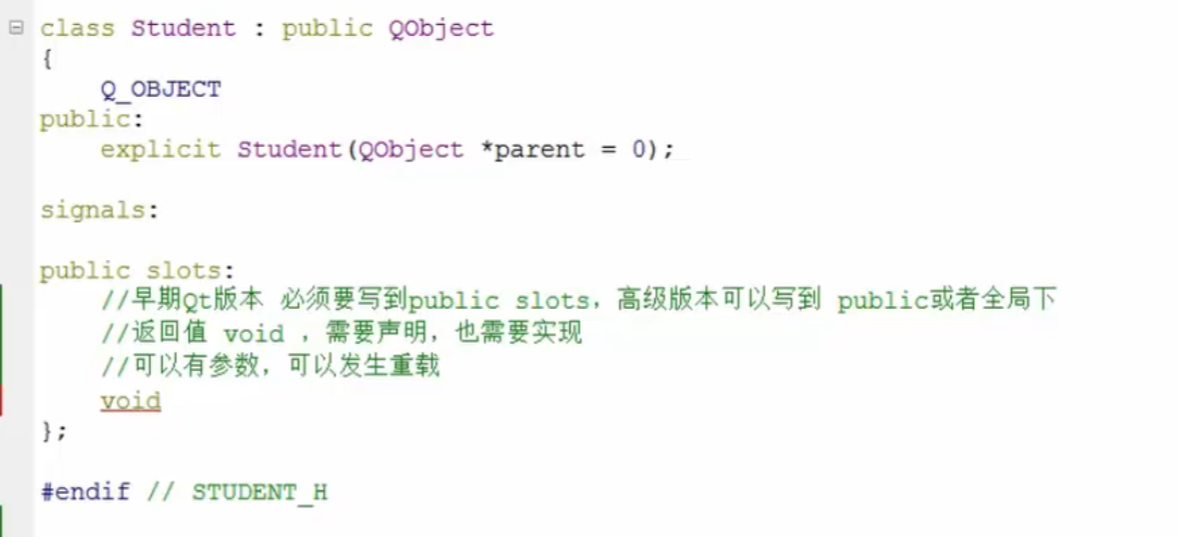 class Student : public QObject
{
    Q_OBJECT
public:
    explicit Student(QObject *parent = 0);
signals:
public slots:
    //早期Qt版本 必须要写到public slots，高级版本可以写到 public或者全局下
    //返回值 void ，需要声明，也需要实现
    //可以有参数，可以发生重载
    void
};
#endif // STUDENT_H